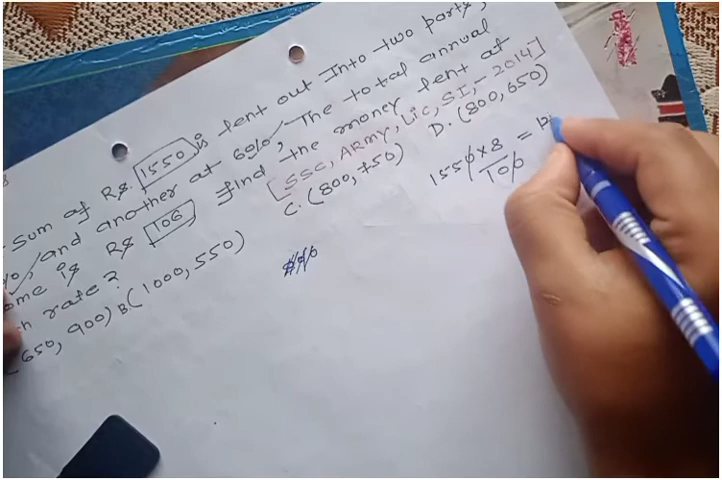 Sum of Rs. 1550 is lent out Into two parts,
and another at 6%, The total annual
ome is Rs 106, find the money lent at
rate?
[SSC, ARMY, Lic, SI, - 2014]
(650, 900) B(1000, 550) C. (800, 750) D. (800, 650)
1550 × 8
100
=